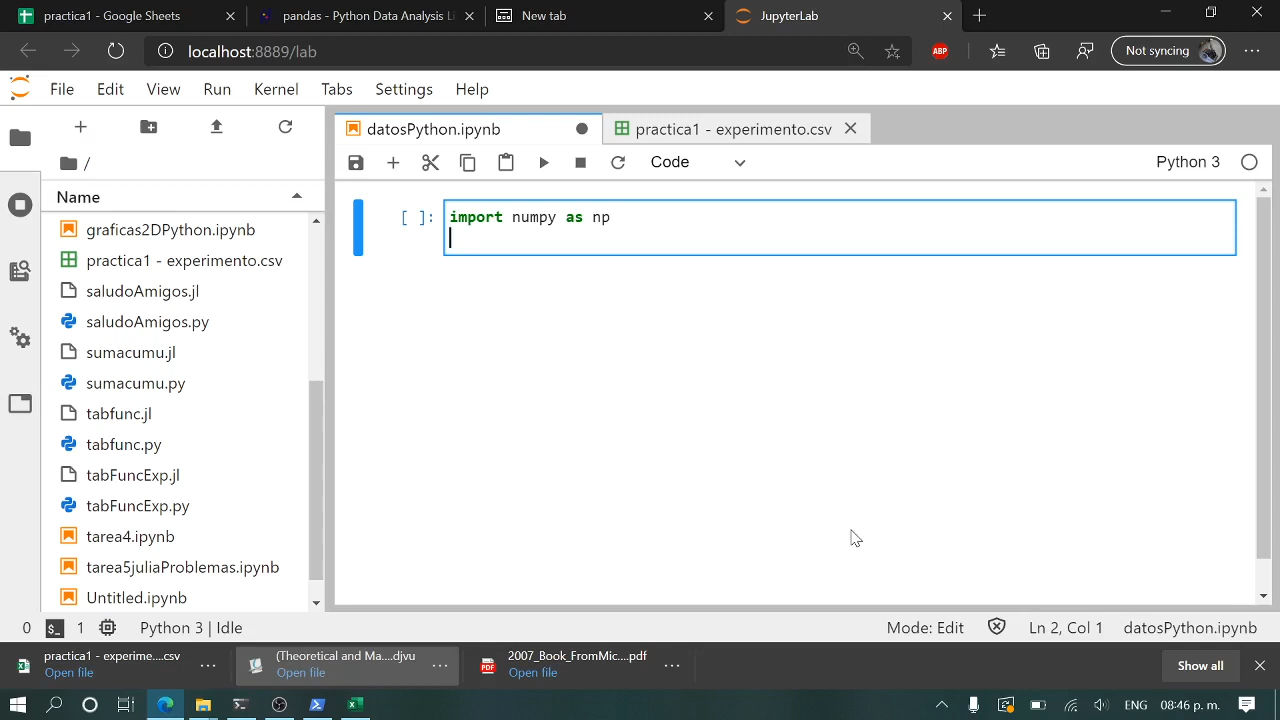 practica1 - Google Sheets
pandas - Python Data Analysis Li
New tab
JupyterLab
localhost:8889/lab
ABP
Not syncing
File Edit View Run Kernel Tabs Settings Help
datosPython.ipynb
practica1 - experimento.csv
/
Code
Python 3
Name
graficas2DPython.ipynb
practica1 - experimento.csv
saludoAmigos.jl
saludoAmigos.py
sumacumu.jl
sumacumu.py
tabfunc.jl
tabfunc.py
tabFuncExp.jl
tabFuncExp.py
tarea4.ipynb
tarea5juliaProblemas.ipynb
Untitled.ipynb
[ ]: import numpy as np
0 1 Python 3 | Idle
Mode: Edit Ln 2, Col 1 datosPython.ipynb
practica1 - experime....csv
Open file
(Theoretical and Ma....djvu
Open file
PDF
2007_Book_FromMic....pdf
Open file
Show all
ENG 08:46 p. m.